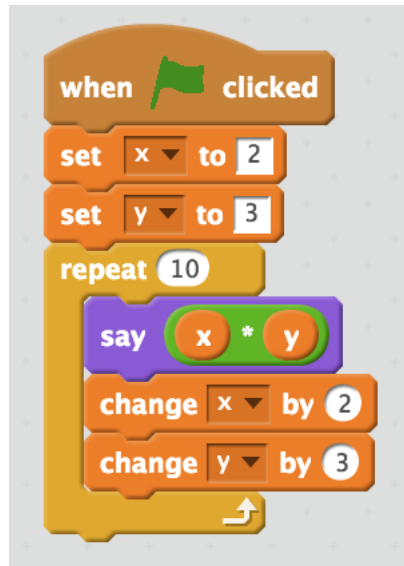 when clicked
set x to 2
set y to 3
repeat 10
say x * y
change x by 2
change y by 3